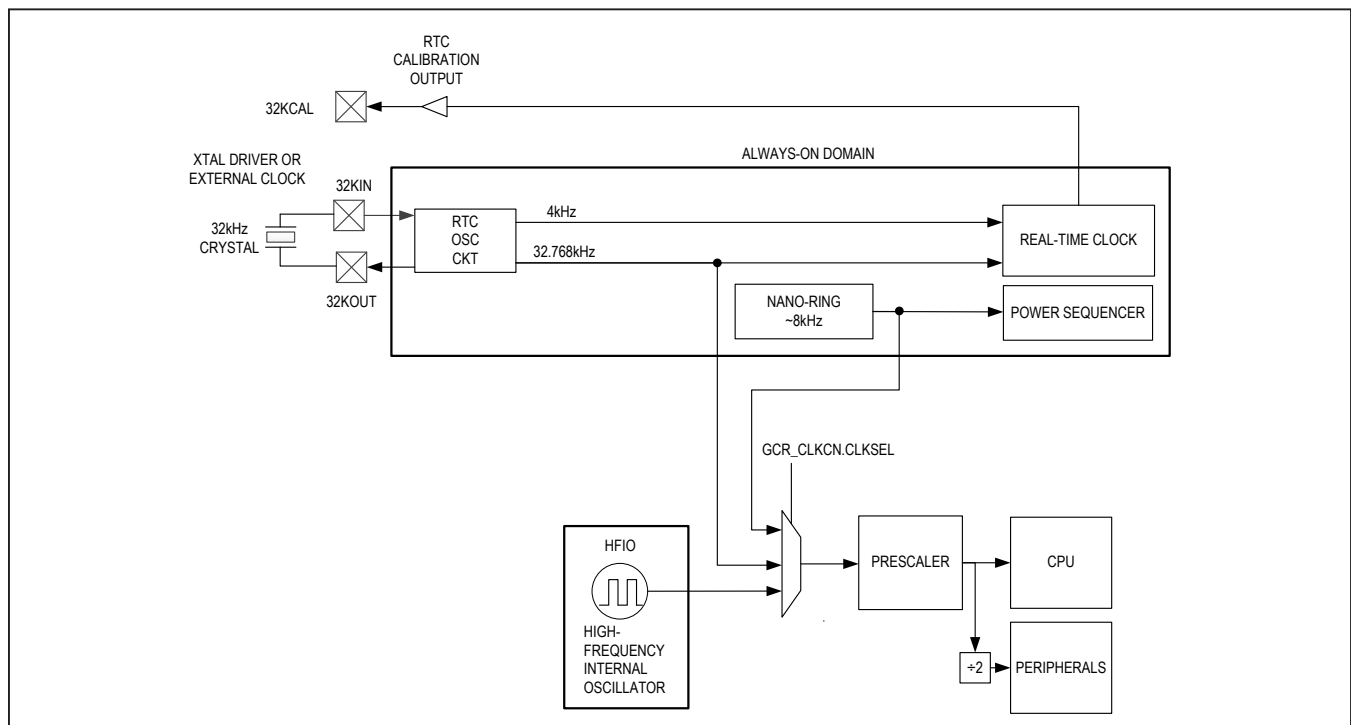 RTC
CALIBRATION
OUTPUT
32KCAL
ALWAYS-ON DOMAIN
XTAL DRIVER OR
EXTERNAL CLOCK
32KIN
32kHz
CRYSTAL
32KOUT
RTC
OSC
CKT
4kHz
32.768kHz
REAL-TIME CLOCK
NANO-RING
~8kHz
POWER SEQUENCER
GCR_CLKCN.CLKSEL
HFIO
HIGH-
FREQUENCY
INTERNAL
OSCILLATOR
PRESCALER
CPU
÷2
PERIPHERALS